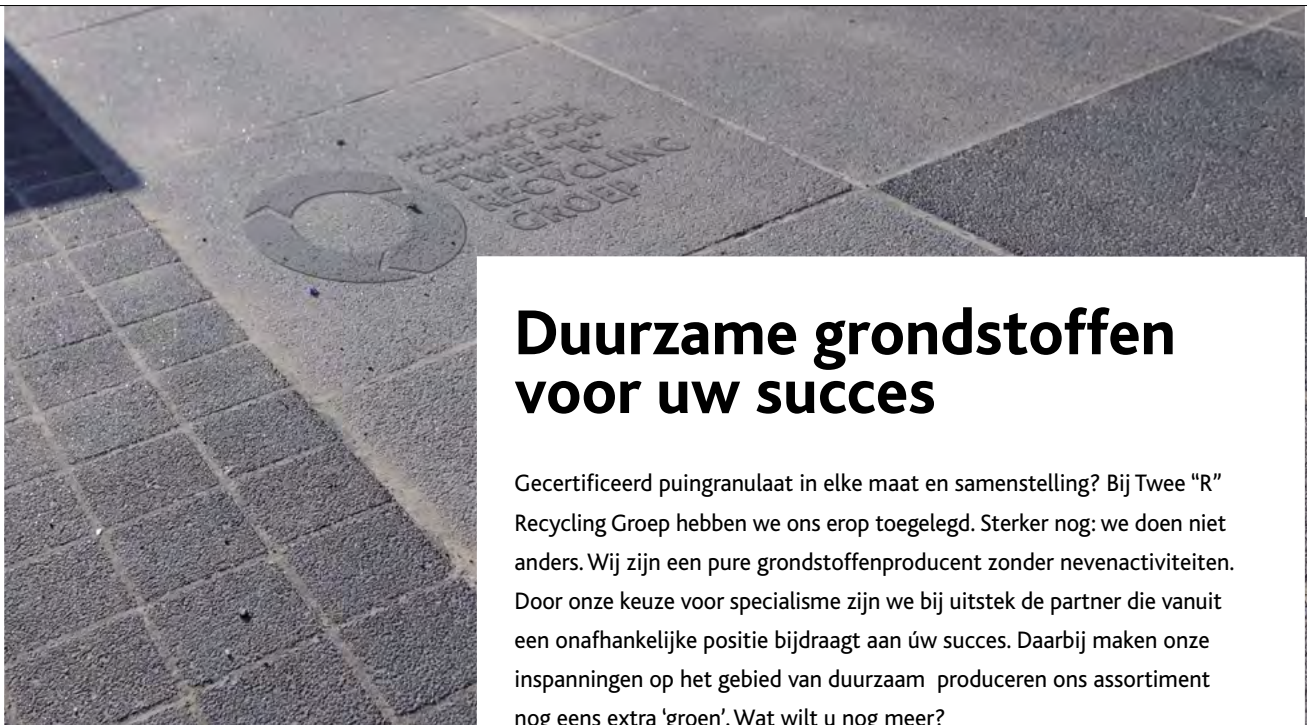 MEDE MOGELIJK
GEMAAKT DOOR
TWEE "R"
RECYCLING
GROEP
Duurzame grondstoffen
voor uw succes
Gecertificeerd puingranulaat in elke maat en samenstelling? Bij Twee “R”
Recycling Groep hebben we ons erop toegelegd. Sterker nog: we doen niet
anders. Wij zijn een pure grondstoffenproducent zonder nevenactiviteiten.
Door onze keuze voor specialisme zijn we bij uitstek de partner die vanuit
een onafhankelijke positie bijdraagt aan úw succes. Daarbij maken onze
inspanningen op het gebied van duurzaam  produceren ons assortiment
nog eens extra ‘groen’. Wat wilt u nog meer?